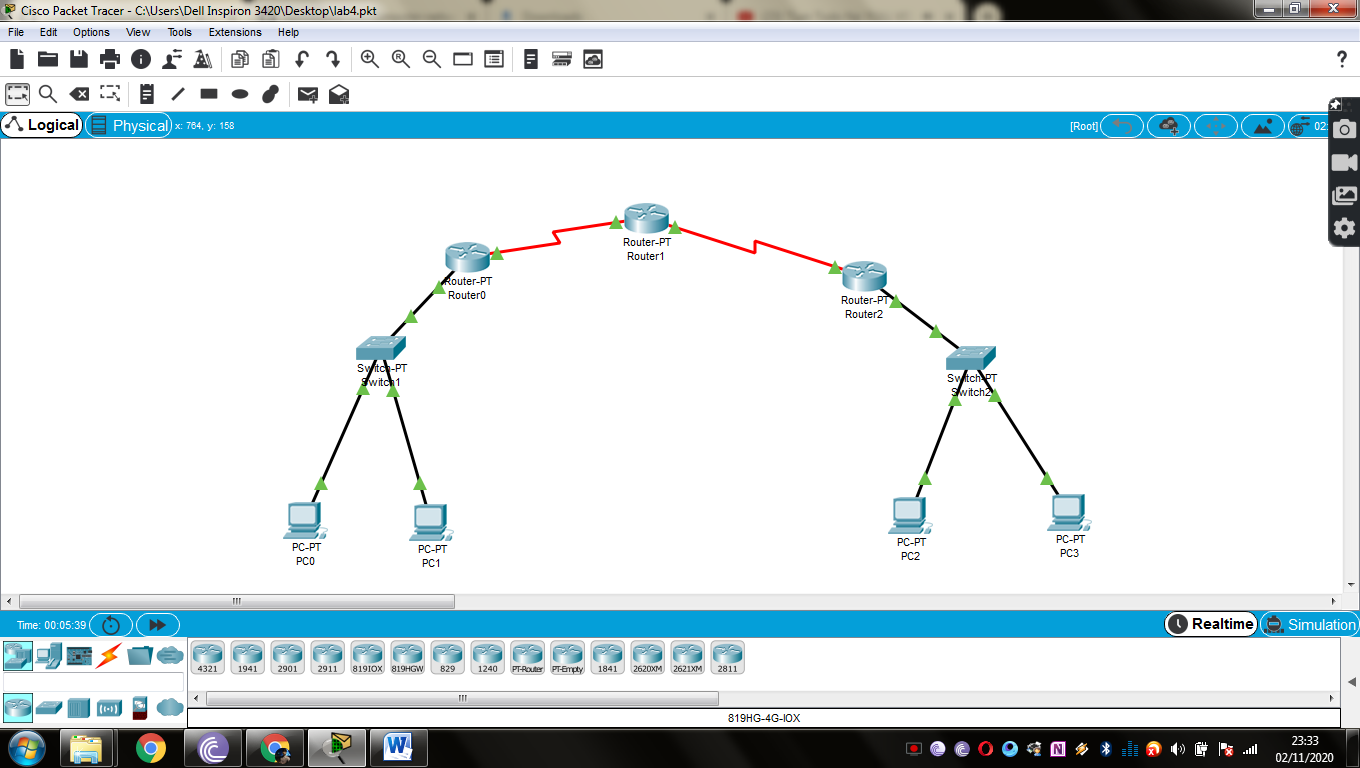 Cisco Packet Tracer - C:\Users\Dell Inspiron 3420\Desktop\lab4.pkt
File Edit Options View Tools Extensions Help
?
Logical Physical x: 764, y: 158 [Root] 02:
Router-PT
Router1
Router-PT
Router0
Router-PT
Router2
Switch-PT
Switch1
Switch-PT
Switch2
PC-PT
PC0
PC-PT
PC1
PC-PT
PC2
PC-PT
PC3
Time: 00:05:39 Realtime Simulation
4321 1941 2901 2911 819IOX 819HGW 829 1240 PT-Router PT-Empty 1841 2620XM 2621XM 2811
819HG-4G-IOX
23:33
02/11/2020